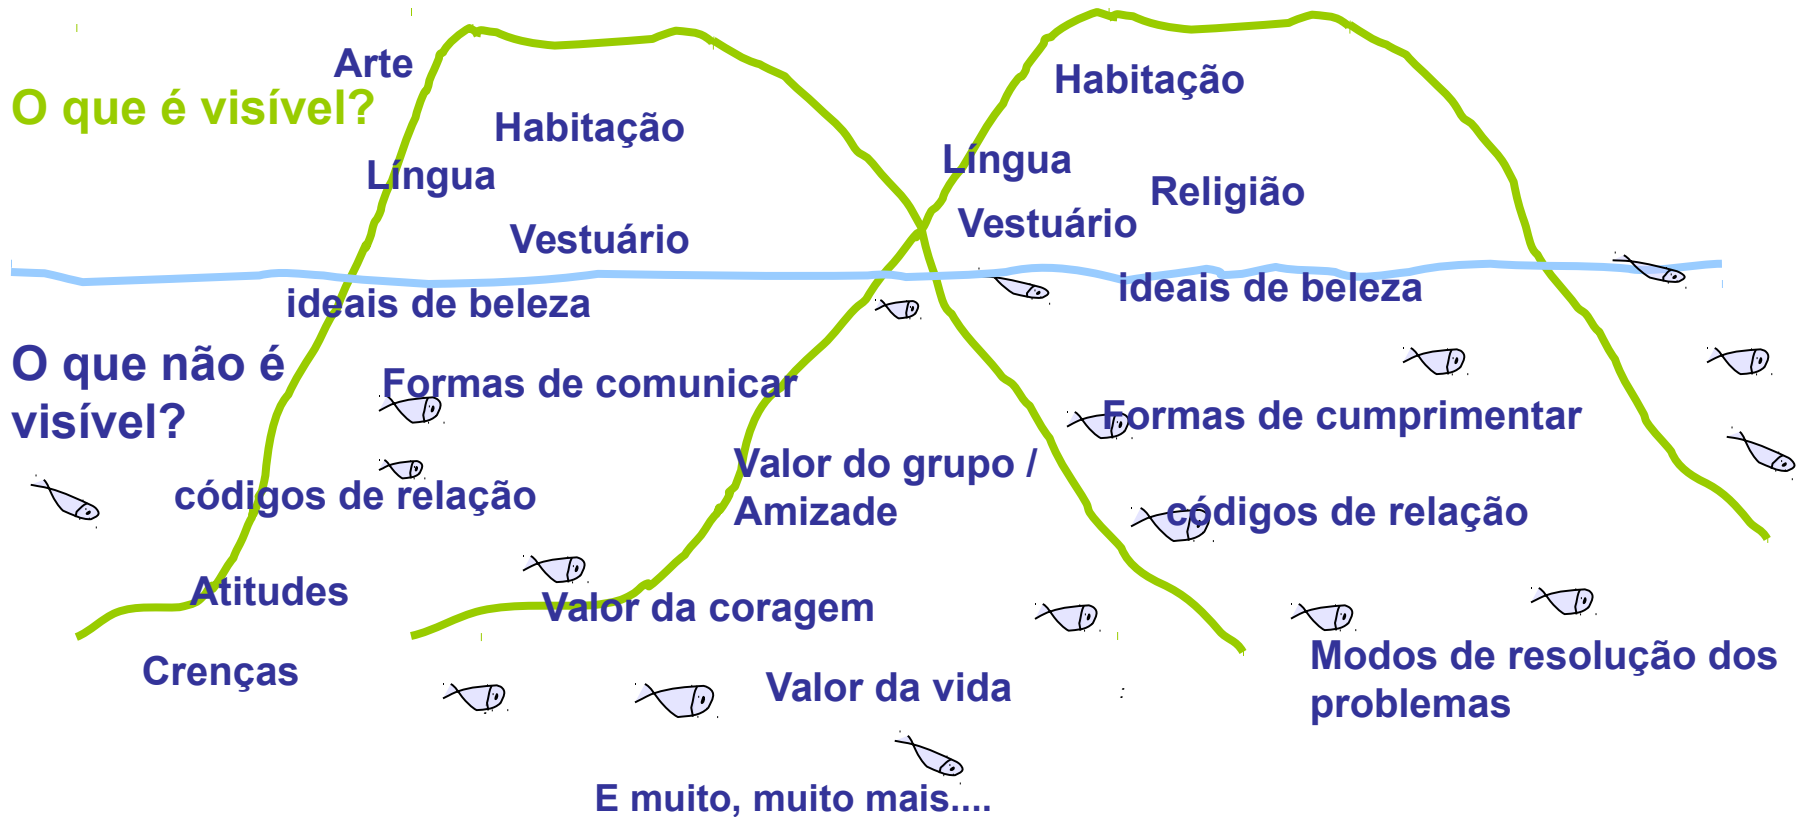 Arte
Habitação
O que é visível?
Habitação
Língua
Língua
Religião
Vestuário
Vestuário
ideais de beleza
ideais de beleza
O que não é
visível?
Formas de comunicar
Formas de cumprimentar
Valor do grupo /
Amizade
códigos de relação
códigos de relação
Atitudes
Valor da coragem
Crenças
Valor da vida
Modos de resolução dos
problemas
E muito, muito mais....